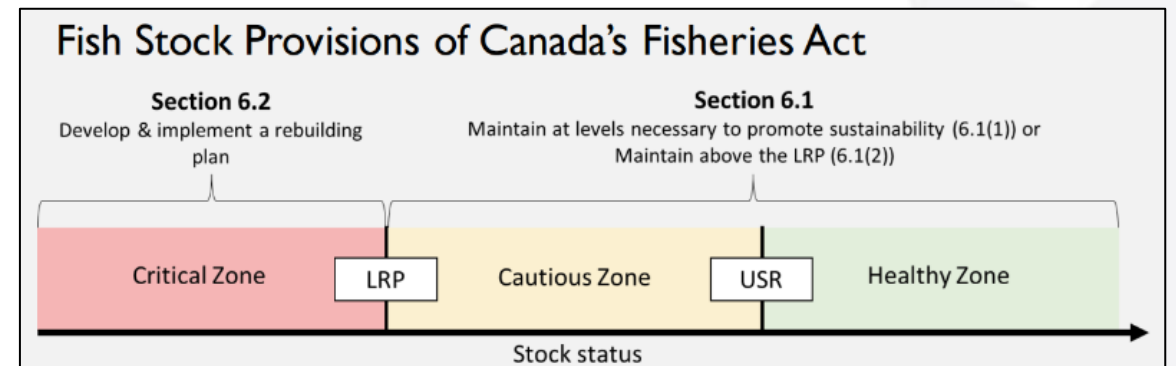 Fish Stock Provisions of Canada's Fisheries Act
Section 6.2
Develop & implement a rebuilding
plan
Section 6.1
Maintain at levels necessary to promote sustainability (6.1(1)) or
Maintain above the LRP (6.1(2))
Critical Zone
LRP
Cautious Zone
USR
Healthy Zone
Stock status